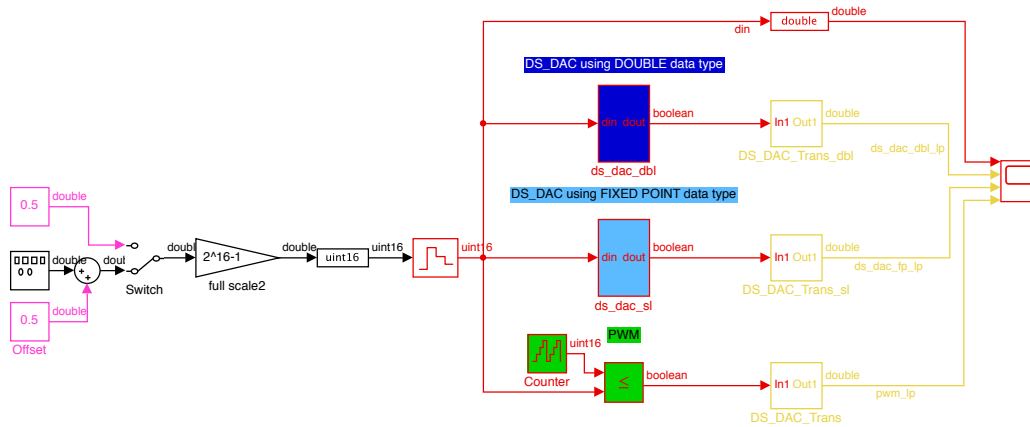 double
double
din
DS_DAC using DOUBLE data type
din dout
boolean
ds_dac_dbl
In1 Out1
double
DS_DAC_Trans_dbl
ds_dac_dbl_lp
DS_DAC using FIXED POINT data type
0.5
double
double
doubl
Switch
0.5
double
Offset
doubl
2^16-1
full scale2
double
uint16
uint16
uint16
din dout
boolean
ds_dac_sl
In1 Out1
double
DS_DAC_Trans_sl
ds_dac_fp_lp
PWM
uint16
Counter
≤
boolean
In1 Out1
double
DS_DAC_Trans
pwm_lp